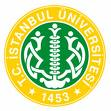 T.C. İSTANBUL ÜNİVERSİTESİ
1453